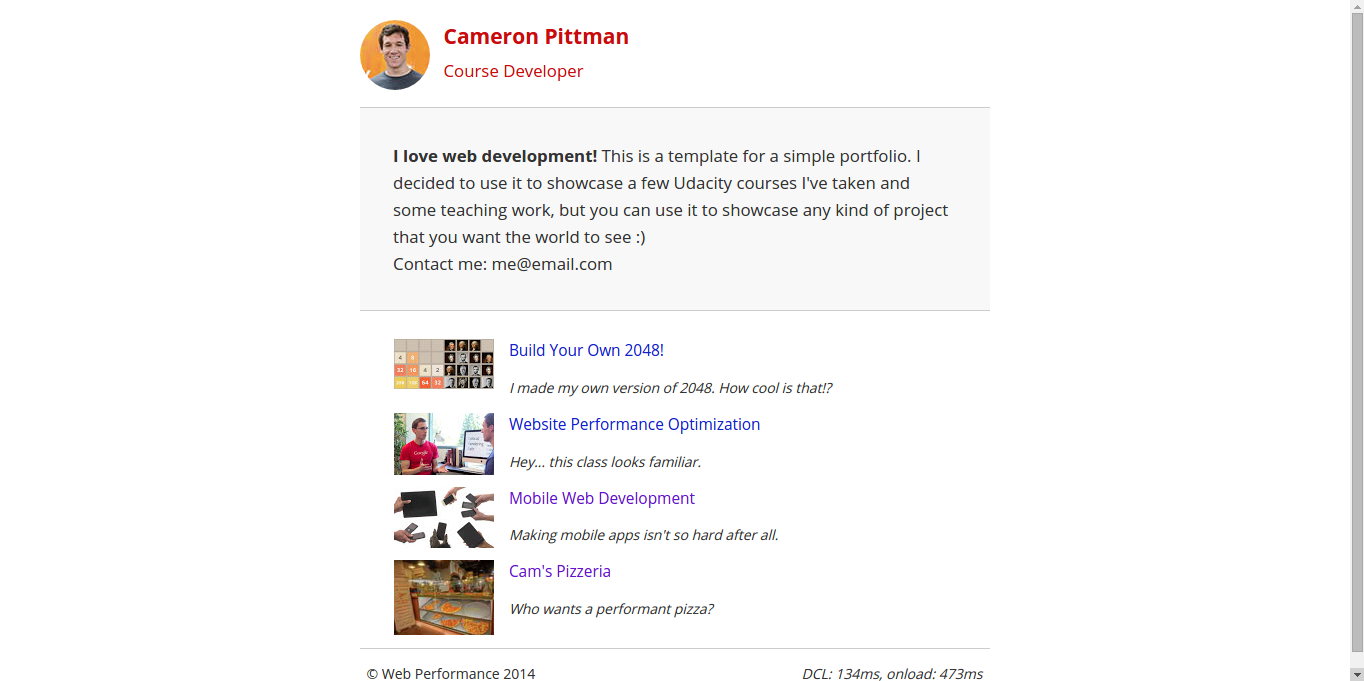 Cameron Pittman
Course Developer
I love web development! This is a template for a simple portfolio. I
decided to use it to showcase a few Udacity courses I've taken and
some teaching work, but you can use it to showcase any kind of project
that you want the world to see :)
Contact me: me@email.com
Build Your Own 2048!
I made my own version of 2048. How cool is that!?
Website Performance Optimization
Google
Hey... this class looks familiar.
Mobile Web Development
Making mobile apps isn't so hard after all.
Cam's Pizzeria
Who wants a performant pizza?
© Web Performance 2014
DCL: 134ms, onload: 473ms